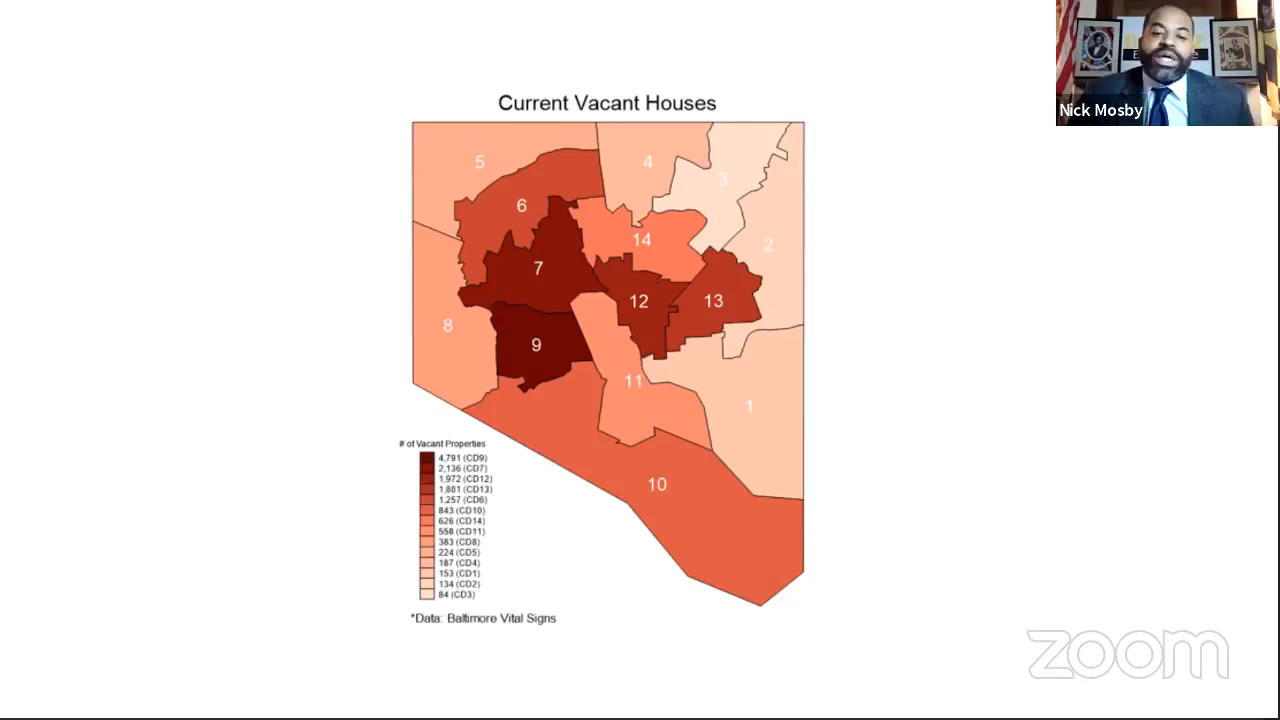 Nick Mosby
Current Vacant Houses
5
4
3
6
14
2
7
12
13
8
9
11
1
10
# of Vacant Properties
4,791 (CD9)
2,136 (CD7)
1,972 (CD12)
1,801 (CD13)
1,257 (CD6)
843 (CD10)
626 (CD14)
558 (CD11)
383 (CD8)
224 (CD5)
187 (CD4)
153 (CD1)
134 (CD2)
84 (CD3)
*Data: Baltimore Vital Signs
zoom